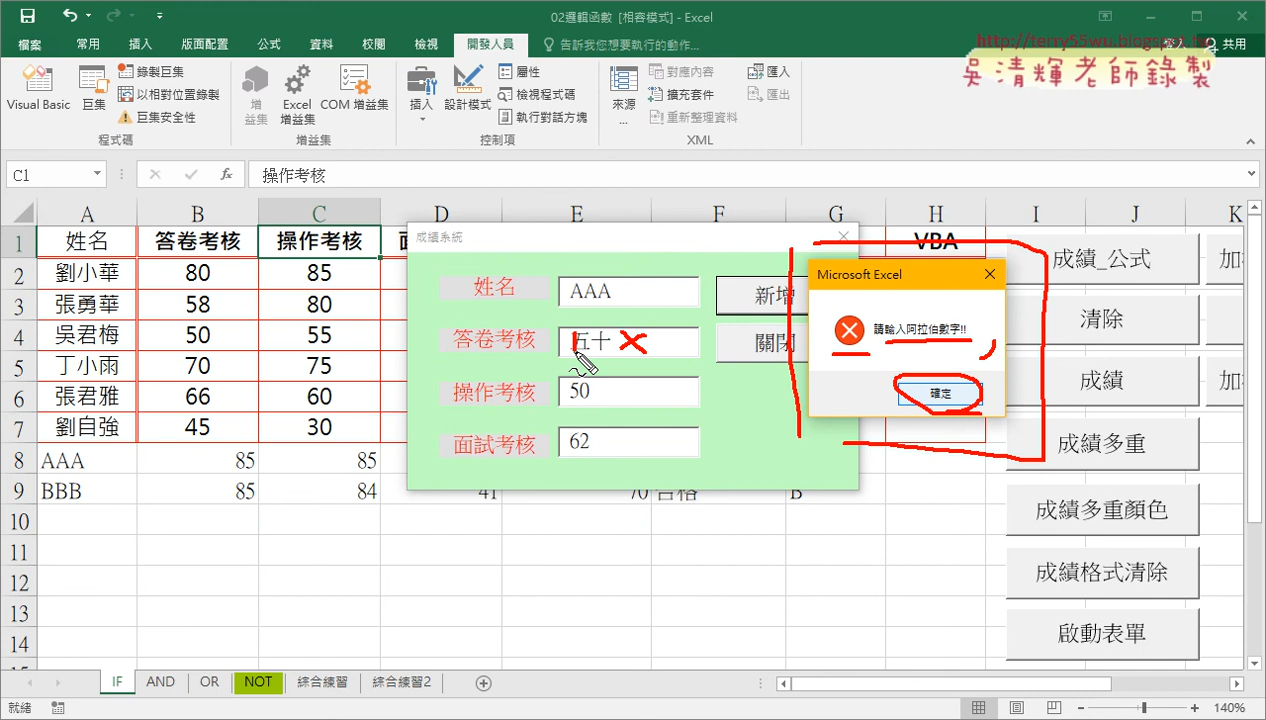 02邏輯函數 [相容模式] - Excel
檔案 常用 插入 版面配置 公式 資料 校閱 檢視 開發人員 告訴我您想要執行的動作... 登入 共用
http://terry55wu.blogspot.tw
吳清輝老師錄製
Visual Basic 巨集 錄製巨集 以相對位置錄製 巨集安全性 程式碼
增益集 Excel 增益集 COM 增益集 增益集
插入 設計模式 屬性 檢視程式碼 執行對話方塊 控制項
來源... 對應內容 擴充套件 重新整理資料 匯入 匯出 XML
C1 fx 操作考核
A B C D E F G H I J K
1 姓名 答卷考核 操作考核 VBA
2 劉小華 80 85
3 張勇華 58 80
4 吳君梅 50 55
5 丁小雨 70 75
6 張君雅 66 60
7 劉自強 45 30
8 AAA 85 85
9 BBB 85 84 41 70 合格 B
10
11
12
13
14
成績系統
姓名 AAA 新增
答卷考核 五十 關閉
操作考核 50
面試考核 62
Microsoft Excel
請輸入阿拉伯數字!!
確定
成績_公式
清除
成績
成績多重
成績多重顏色
成績格式清除
啟動表單
IF AND OR NOT 綜合練習 綜合練習2
就緒 140%